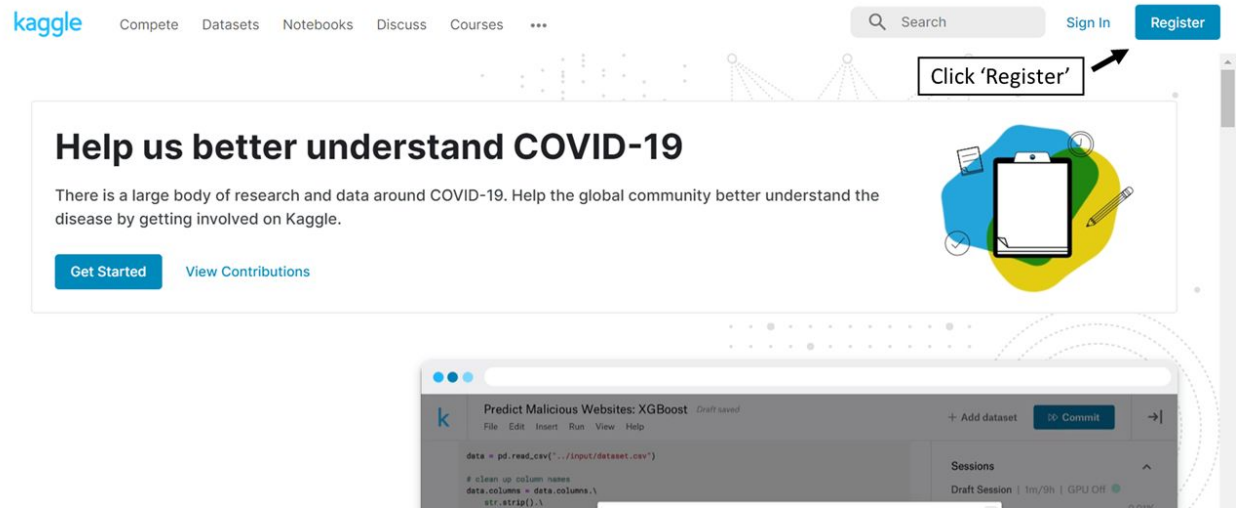 kaggle Compete Datasets Notebooks Discuss Courses ••• Search Sign In Register
Click ‘Register’
Help us better understand COVID-19
There is a large body of research and data around COVID-19. Help the global community better understand the
disease by getting involved on Kaggle.
Get Started View Contributions
k Predict Malicious Websites: XGBoost Draft saved
+ Add dataset Commit
File Edit Insert Run View Help
data = pd.read_csv("../input/dataset.csv")
Sessions
# clean up column names
Draft Session | 1m/9h | GPU Off
data.columns = data.columns.\
str.strip().\